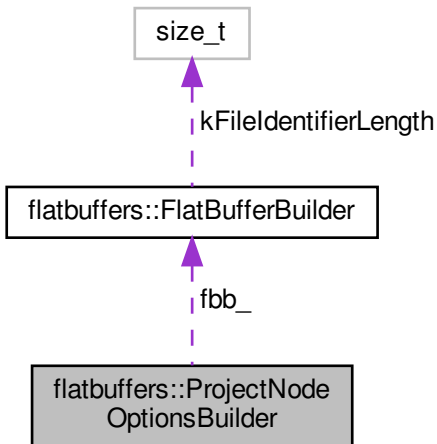 size_t
kFileIdentifierLength
flatbuffers::FlatBufferBuilder
fbb_
flatbuffers::ProjectNode
OptionsBuilder